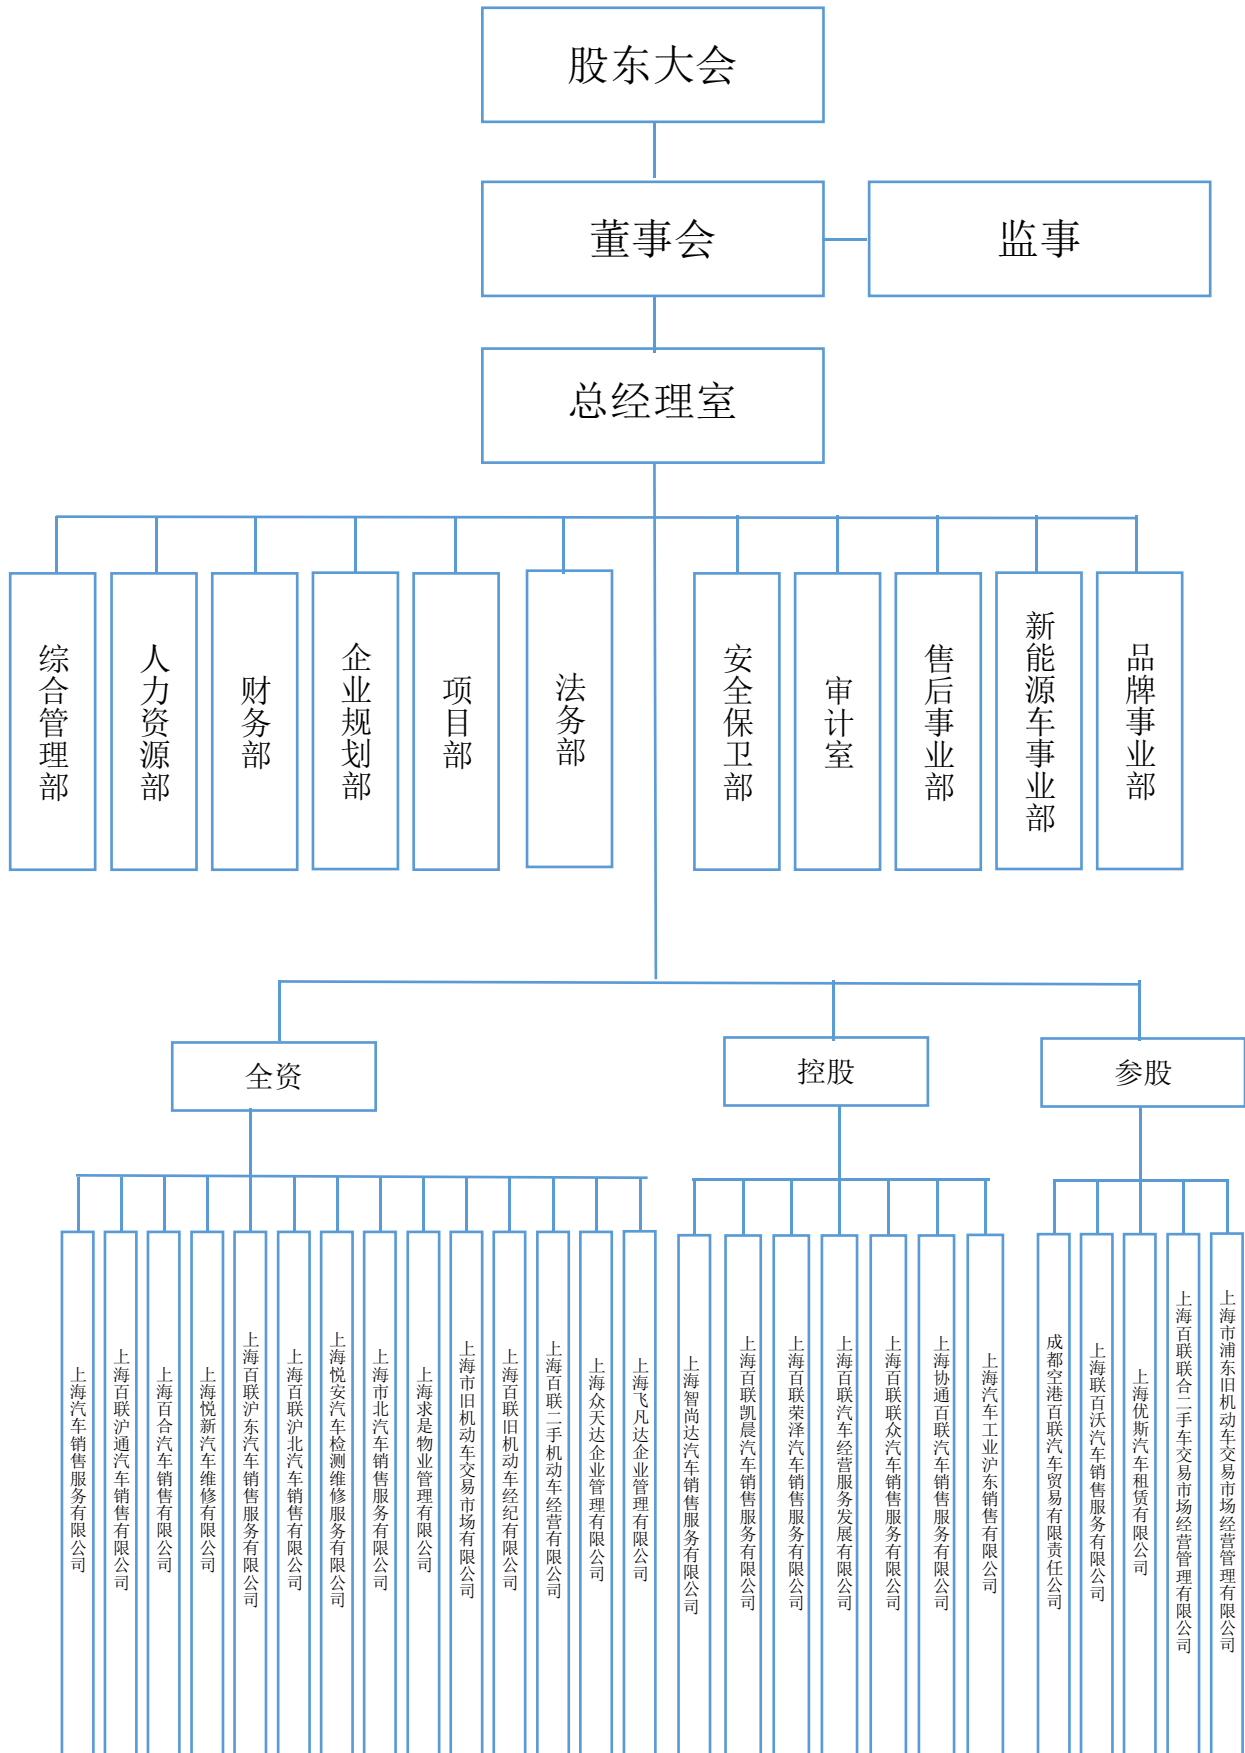 股东大会
董事会
监事
总经理室
综合管理部
人力资源部
财务部
企业规划部
项目部
法务部
安全保卫部
审计室
售后事业部
新能源车事业部
品牌事业部
全资
控股
参股
上海汽车销售服务有限公司
上海百联沪通汽车销售有限公司
上海百合汽车销售有限公司
上海悦新汽车维修有限公司
上海百联沪东汽车销售服务有限公司
上海百联沪北汽车销售有限公司
上海悦安汽车检测维修服务有限公司
上海市北汽车销售服务有限公司
上海求是物业管理有限公司
上海市旧机动车交易市场有限公司
上海百联旧机动车经纪有限公司
上海百联二手机动车经营有限公司
上海众天达企业管理有限公司
上海飞凡达企业管理有限公司
上海智尚达汽车销售服务有限公司
上海百联凯晨汽车销售服务有限公司
上海百联荣泽汽车销售服务有限公司
上海百联汽车经营服务发展有限公司
上海百联联众汽车销售服务有限公司
上海协通百联汽车销售服务有限公司
上海汽车工业沪东销售有限公司
成都空港百联汽车贸易有限责任公司
上海联百沃汽车销售服务有限公司
上海优斯汽车租赁有限公司
上海百联联合二手车交易市场经营管理有限公司
上海市浦东旧机动车交易市场经营管理有限公司